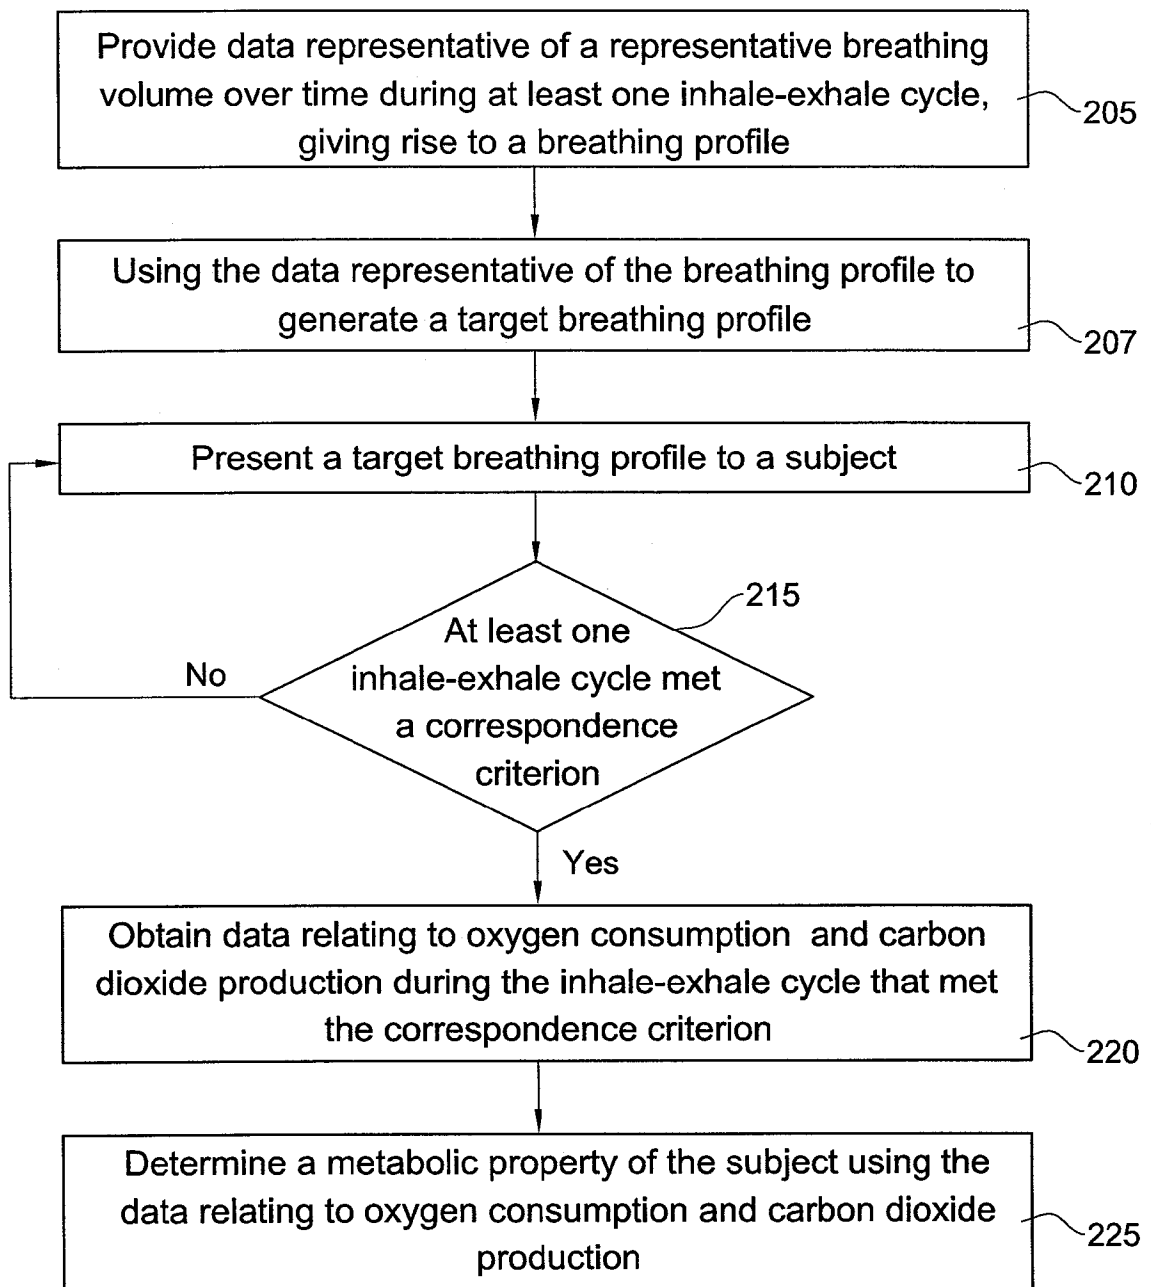 Provide data representative of a representative breathing
volume over time during at least one inhale-exhale cycle,
giving rise to a breathing profile
205
Using the data representative of the breathing profile to
generate a target breathing profile
207
Present a target breathing profile to a subject
210
215
At least one
inhale-exhale cycle met
a correspondence
criterion
No
Yes
Obtain data relating to oxygen consumption and carbon
dioxide production during the inhale-exhale cycle that met
the correspondence criterion
220
Determine a metabolic property of the subject using the
data relating to oxygen consumption and carbon dioxide
production
225